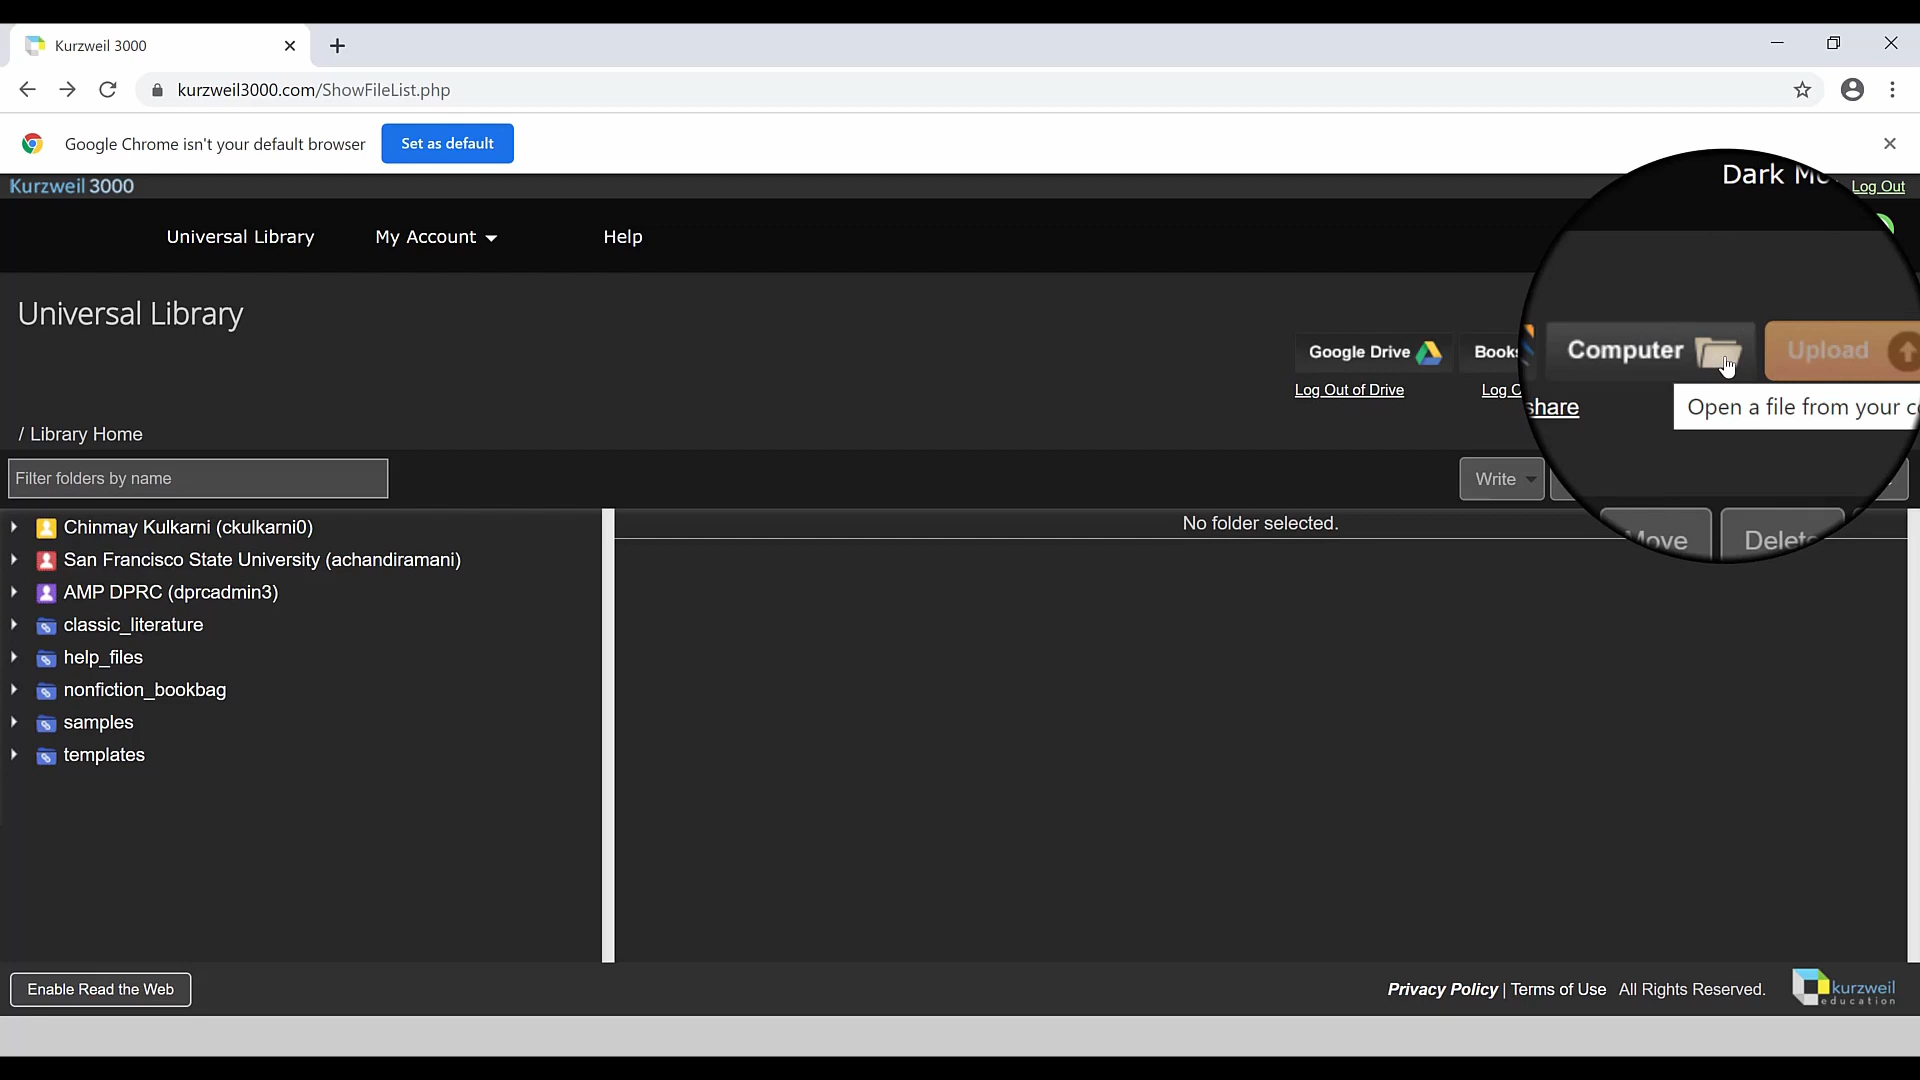 Kurzweil 3000
kurzweil3000.com/ShowFileList.php
Google Chrome isn't your default browser Set as default
Kurzweil 3000
Dark
Log Out
Universal Library My Account Help
Universal Library
Google Drive Computer Upload
Log Out of Drive share
Open a file from your
/ Library Home
Filter folders by name
Write
Delete
No folder selected.
Chinmay Kulkarni (ckulkarni0)
San Francisco State University (achandiramani)
AMP DPRC (dprcadmin3)
classic_literature
help_files
nonfiction_bookbag
samples
templates
Enable Read the Web
Privacy Policy | Terms of Use All Rights Reserved.
kurzweil
education